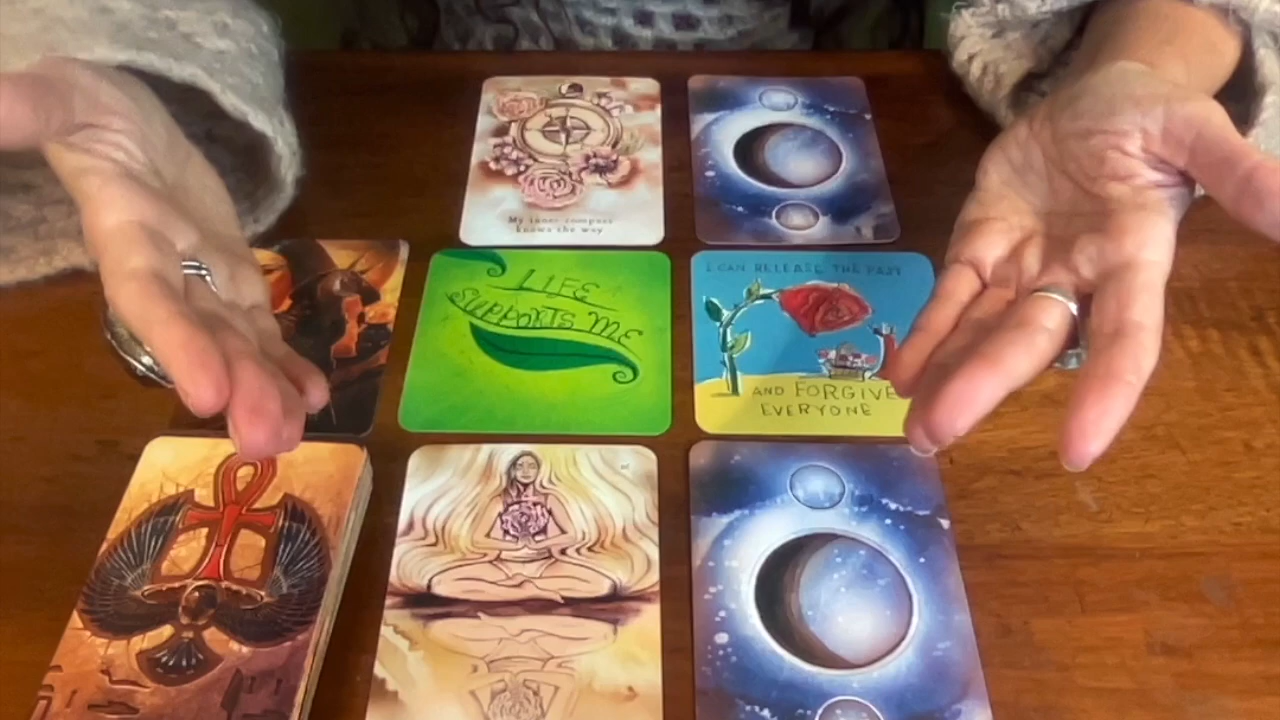 My inner compass
knows the way
LIFE
SUPPORTS ME
I CAN RELEASE THE PAST
AND FORGIVE
EVERYONE